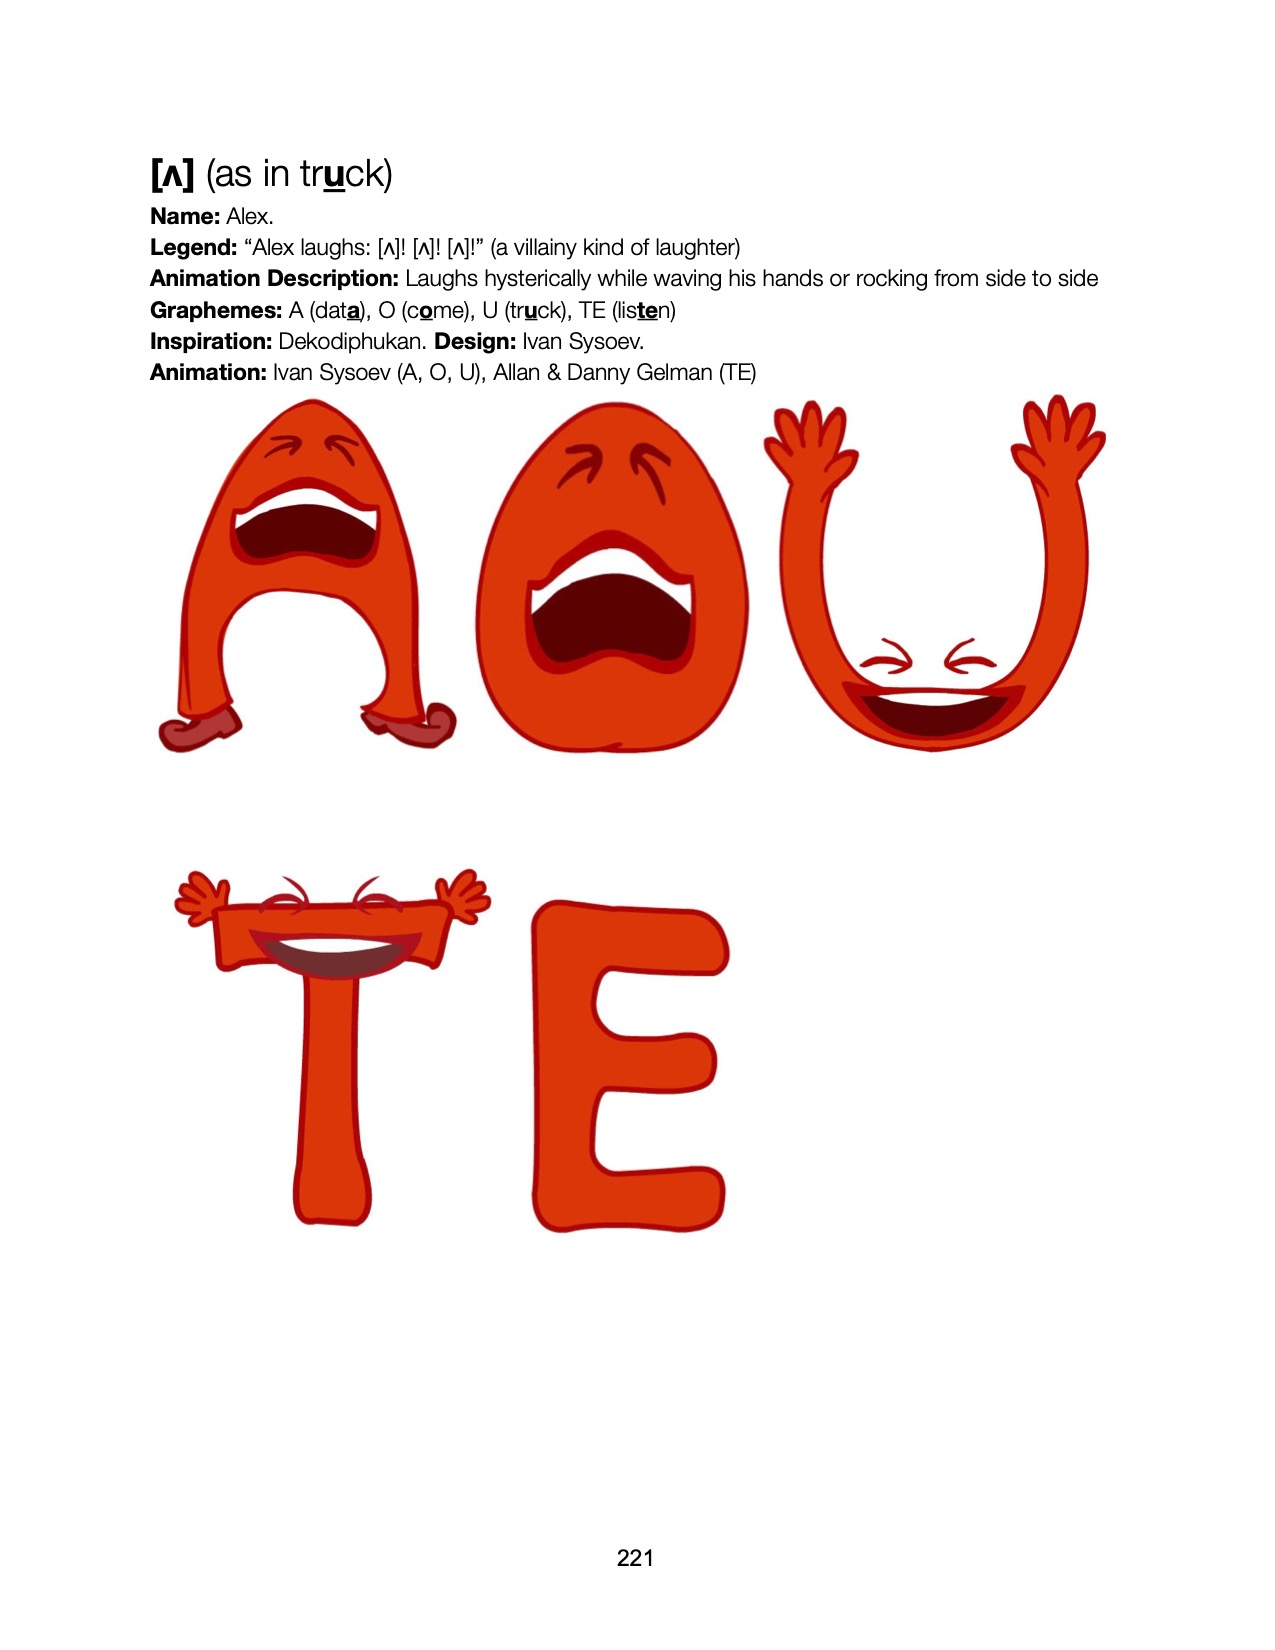 [ʌ] (as in truck)
Name: Alex.
Legend: “Alex laughs: [ʌ]! [ʌ]! [ʌ]!” (a villainy kind of laughter)
Animation Description: Laughs hysterically while waving his hands or rocking from side to side
Graphemes: A (data), O (come), U (truck), TE (listen)
Inspiration: Dekodiphukan. Design: Ivan Sysoev.
Animation: Ivan Sysoev (A, O, U), Allan & Danny Gelman (TE)
A O U
T E
221